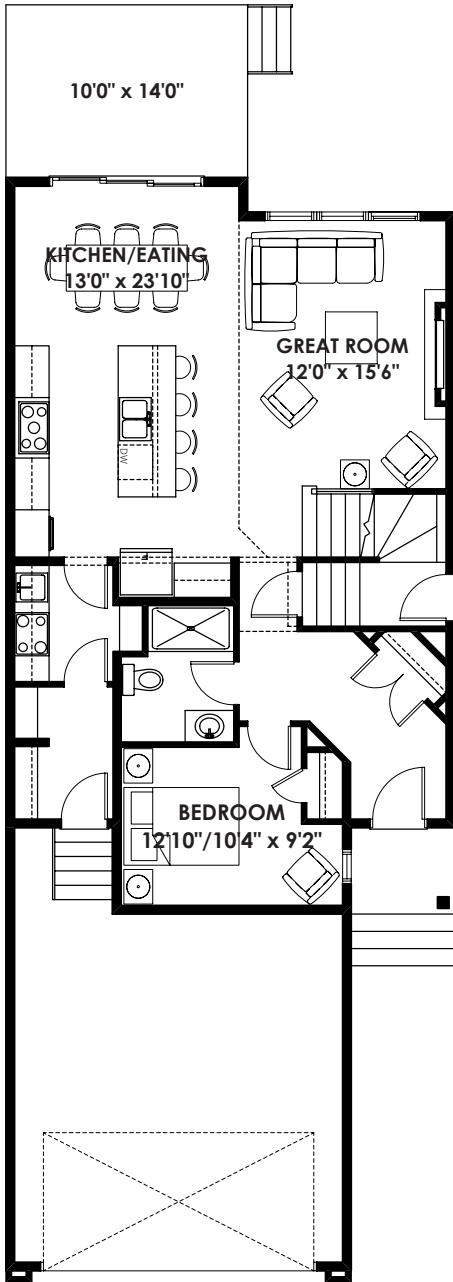 10'0" x 14'0"
KITCHEN/EATING
13'0" x 23'10"
GREAT ROOM
12'0" x 15'6"
DW
BEDROOM
12'10"/10'4" x 9'2"